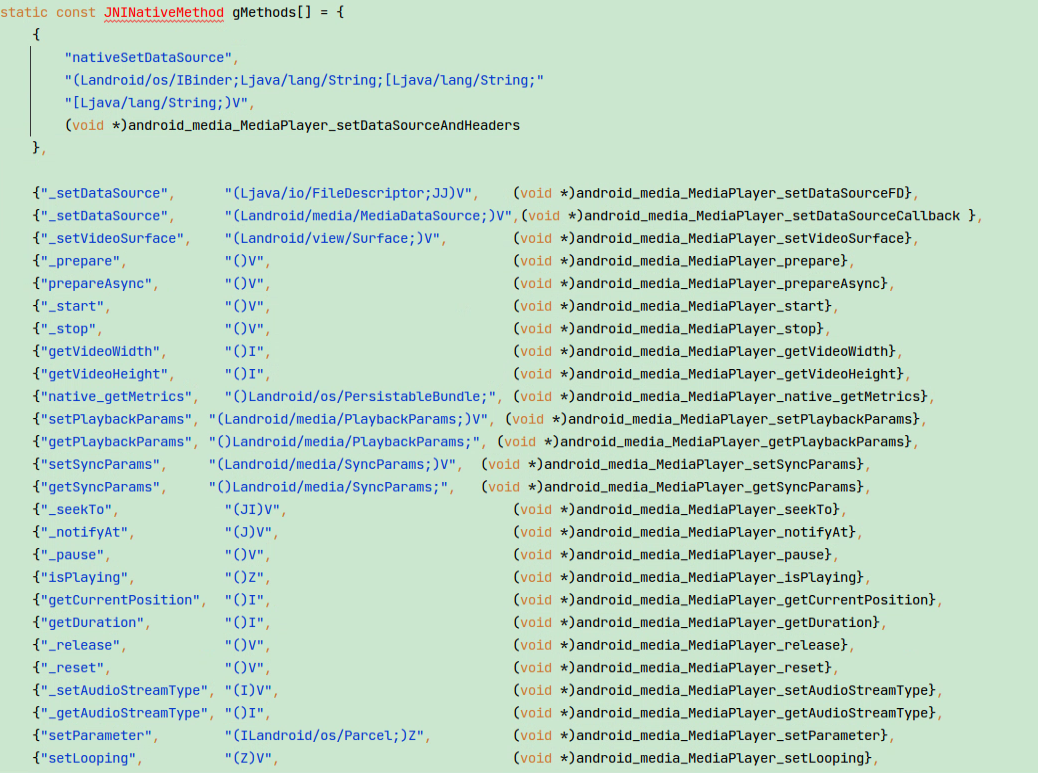 static const JNINativeMethod gMethods[] = {
    {
        "nativeSetDataSource",
        "(Landroid/os/IBinder;Ljava/lang/String;[Ljava/lang/String;"
        "[Ljava/lang/String;)V",
        (void *)android_media_MediaPlayer_setDataSourceAndHeaders
    },
    {"_setDataSource",      "(Ljava/io/FileDescriptor;JJ)V",    (void *)android_media_MediaPlayer_setDataSourceFD},
    {"_setDataSource",      "(Landroid/media/MediaDataSource;)V",(void *)android_media_MediaPlayer_setDataSourceCallback },
    {"_setVideoSurface",    "(Landroid/view/Surface;)V",        (void *)android_media_MediaPlayer_setVideoSurface},
    {"_prepare",            "()V",                              (void *)android_media_MediaPlayer_prepare},
    {"prepareAsync",        "()V",                              (void *)android_media_MediaPlayer_prepareAsync},
    {"_start",              "()V",                              (void *)android_media_MediaPlayer_start},
    {"_stop",               "()V",                              (void *)android_media_MediaPlayer_stop},
    {"getVideoWidth",       "()I",                              (void *)android_media_MediaPlayer_getVideoWidth},
    {"getVideoHeight",      "()I",                              (void *)android_media_MediaPlayer_getVideoHeight},
    {"native_getMetrics",   "()Landroid/os/PersistableBundle;", (void *)android_media_MediaPlayer_native_getMetrics},
    {"setPlaybackParams", "(Landroid/media/PlaybackParams;)V", (void *)android_media_MediaPlayer_setPlaybackParams},
    {"getPlaybackParams", "()Landroid/media/PlaybackParams;", (void *)android_media_MediaPlayer_getPlaybackParams},
    {"setSyncParams",     "(Landroid/media/SyncParams;)V",  (void *)android_media_MediaPlayer_setSyncParams},
    {"getSyncParams",     "()Landroid/media/SyncParams;",   (void *)android_media_MediaPlayer_getSyncParams},
    {"_seekTo",             "(JI)V",                            (void *)android_media_MediaPlayer_seekTo},
    {"_notifyAt",           "(J)V",                             (void *)android_media_MediaPlayer_notifyAt},
    {"_pause",              "()V",                              (void *)android_media_MediaPlayer_pause},
    {"isPlaying",           "()Z",                              (void *)android_media_MediaPlayer_isPlaying},
    {"getCurrentPosition",  "()I",                              (void *)android_media_MediaPlayer_getCurrentPosition},
    {"getDuration",         "()I",                              (void *)android_media_MediaPlayer_getDuration},
    {"_release",            "()V",                              (void *)android_media_MediaPlayer_release},
    {"_reset",              "()V",                              (void *)android_media_MediaPlayer_reset},
    {"_setAudioStreamType", "(I)V",                             (void *)android_media_MediaPlayer_setAudioStreamType},
    {"_getAudioStreamType", "()I",                              (void *)android_media_MediaPlayer_getAudioStreamType},
    {"setParameter",        "(ILandroid/os/Parcel;)Z",          (void *)android_media_MediaPlayer_setParameter},
    {"setLooping",          "(Z)V",                             (void *)android_media_MediaPlayer_setLooping},